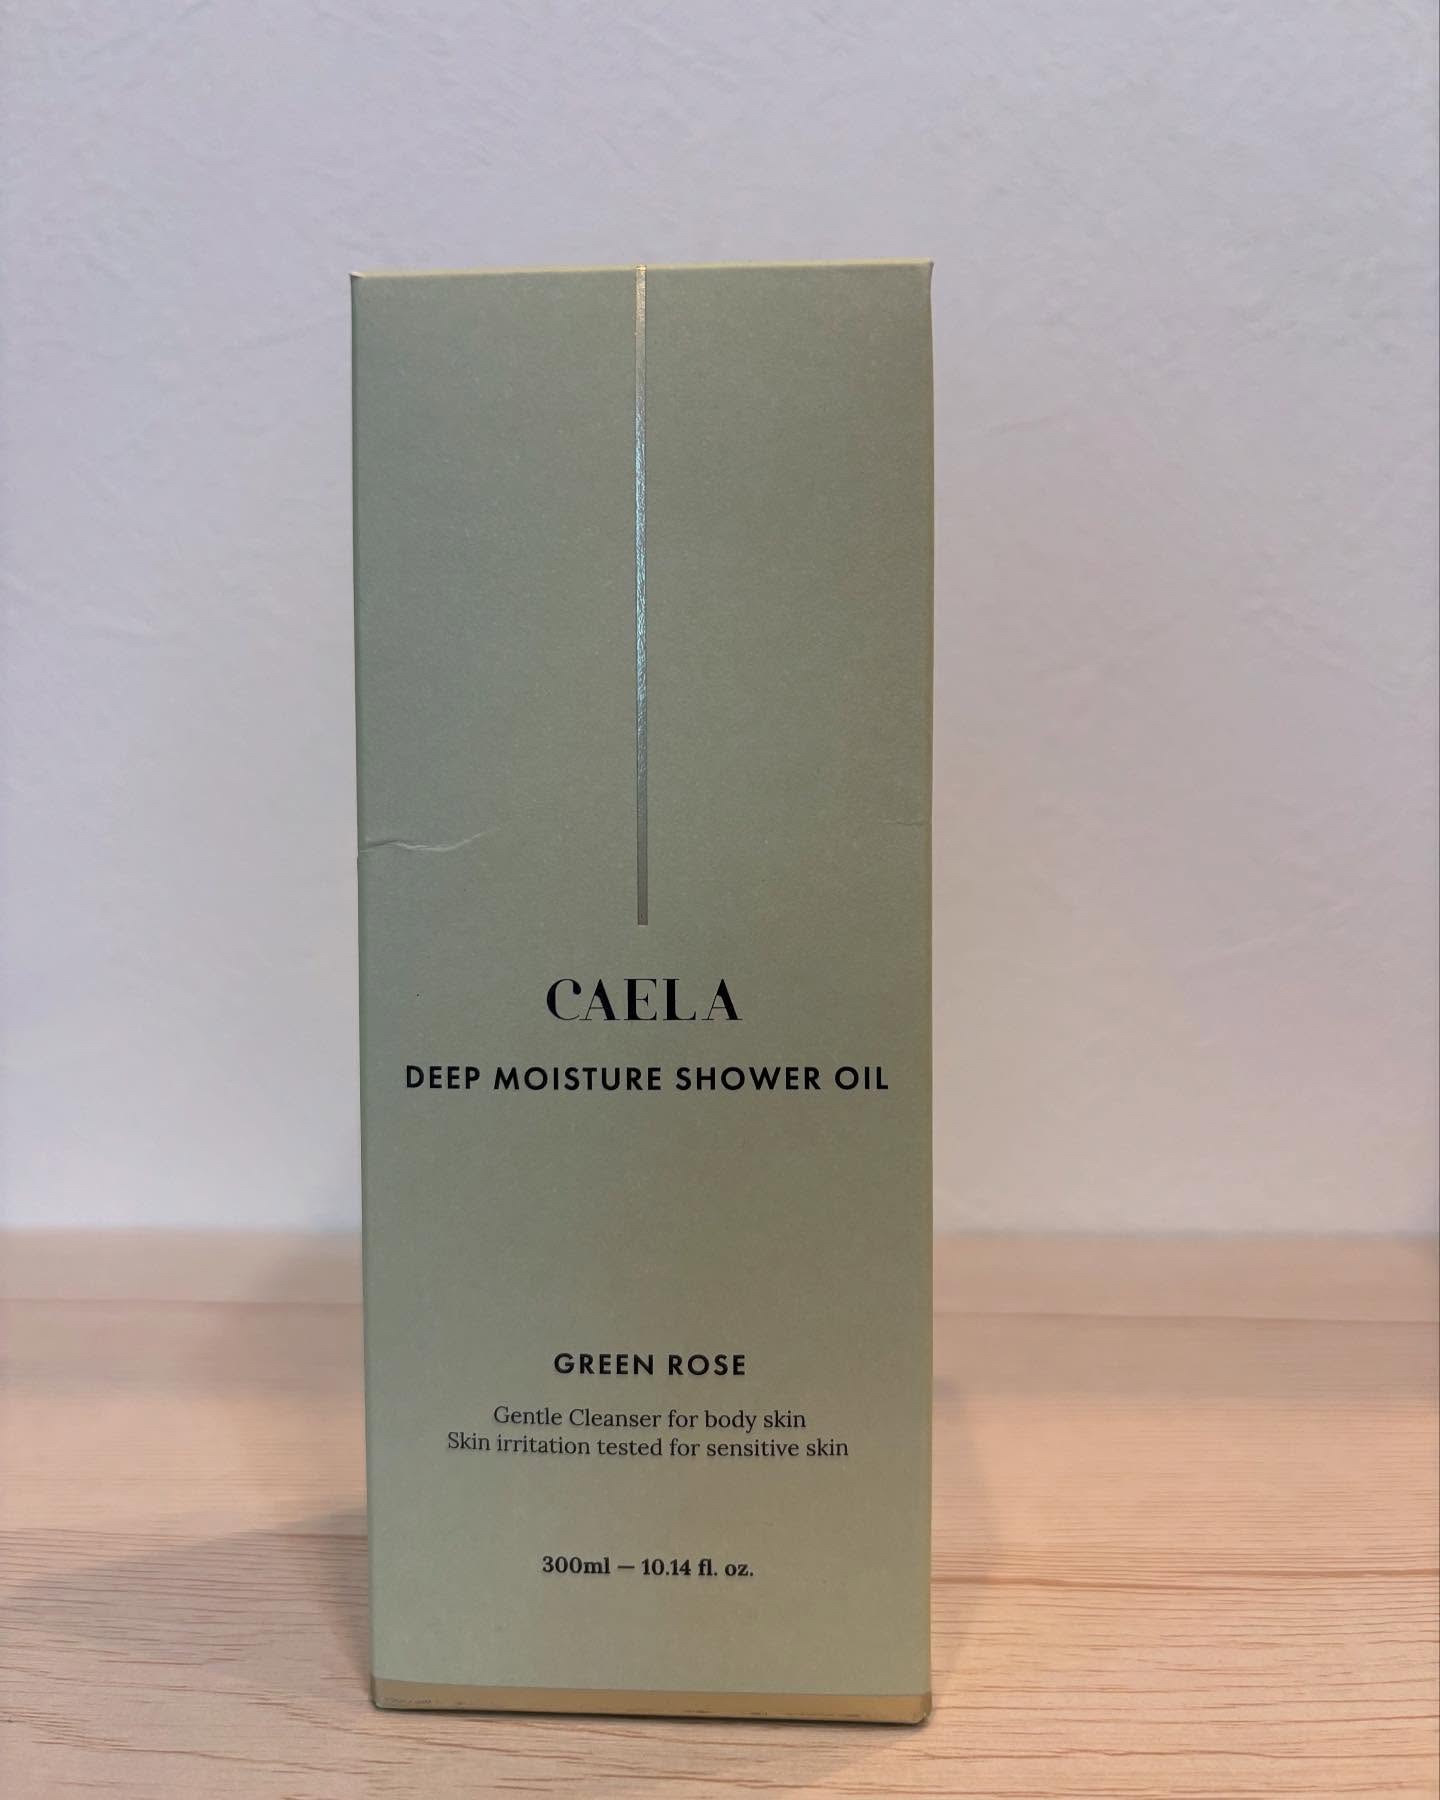 CAELA
DEEP MOISTURE SHOWER OIL
GREEN ROSE
Gentle Cleanser for body skin
Skin irritation tested for sensitive skin
300ml — 10.14 fl. oz.